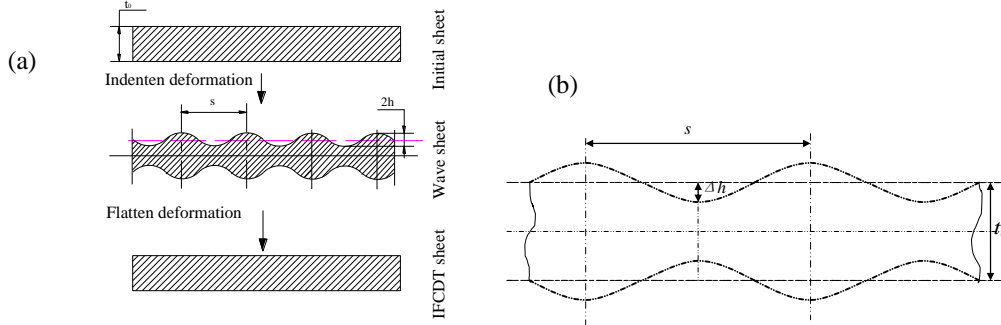 (a)
t₀
Initial sheet
Indenten deformation
s
2h
Wave sheet
Flatten deformation
IFCDT sheet
(b)
s
Δh
t